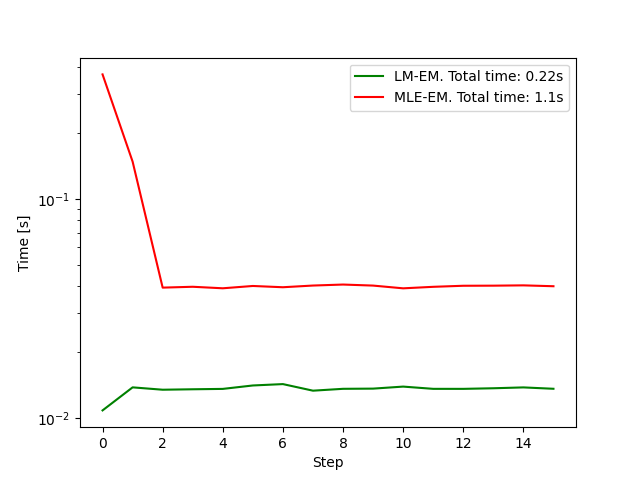 LM-EM. Total time: 0.22s
MLE-EM. Total time: 1.1s
Time [s]
10⁻¹
10⁻²
0 2 4 6 8 10 12 14
Step